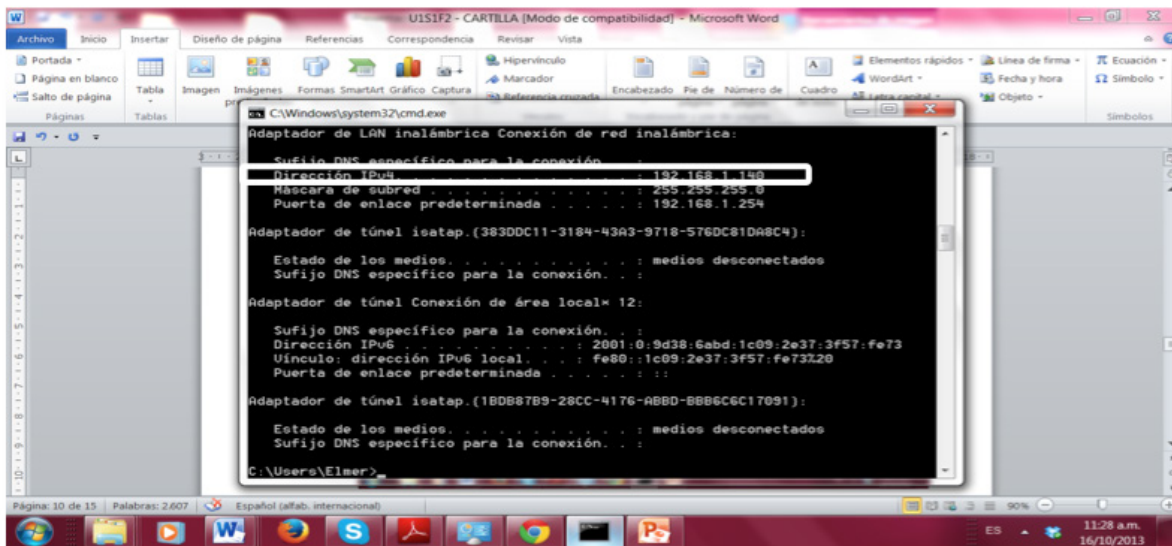 U1S1F2 - CARTILLA [Modo de compatibilidad] - Microsoft Word
Archivo Inicio Insertar Diseño de página Referencias Correspondencia Revisar Vista
Portada
Página en blanco
Salto de página
Páginas
Tabla
Tablas
Imagen
Imágenes
Formas
SmartArt
Gráfico
Captura
Hipervínculo
Marcador
Referencia cruzada
Encabezado
Pie de
Número de
Cuadro
Elementos rápidos
WordArt
Letra capital
Línea de firma
Fecha y hora
Objeto
Ecuación
Símbolo
Símbolos
C:\Windows\system32\cmd.exe
Adaptador de LAN inalámbrica Conexión de red inalámbrica:
Sufijo DNS específico para la conexión. . :
Dirección IPv4. . . . . . . . . . . . . . : 192.168.1.140
Máscara de subred . . . . . . . . . . . . : 255.255.255.0
Puerta de enlace predeterminada . . . . . : 192.168.1.254
Adaptador de túnel isatap.{383DDC11-3184-43A3-9718-576DC81DA8C4}:
Estado de los medios. . . . . . . . . . . : medios desconectados
Sufijo DNS específico para la conexión. . :
Adaptador de túnel Conexión de área local* 12:
Sufijo DNS específico para la conexión. . :
Dirección IPv6 . . . . . . . . . . : 2001:0:9d38:6abd:1c09:2e37:3f57:fe73
Vínculo: dirección IPv6 local. . . : fe80::1c09:2e37:3f57:fe73%20
Puerta de enlace predeterminada . . . . . : ::
Adaptador de túnel isatap.{1BDB87B9-28CC-4176-ABBD-BBB6C6C17091}:
Estado de los medios. . . . . . . . . . . : medios desconectados
Sufijo DNS específico para la conexión. . :
C:\Users\Elmer>_
Página: 10 de 15 Palabras: 2.607 Español (alfab. internacional) 90%
ES
11:28 a.m.
16/10/2013